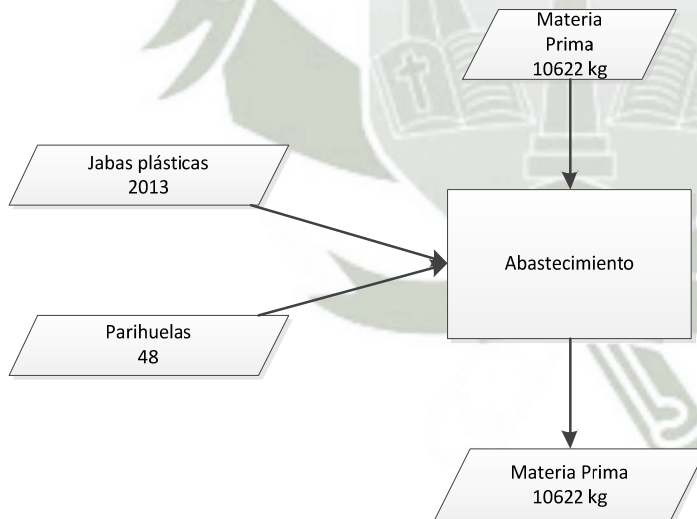 Materia
Prima
10622 kg
Jabas plásticas
2013
Abastecimiento
Parihuelas
48
Materia Prima
10622 kg